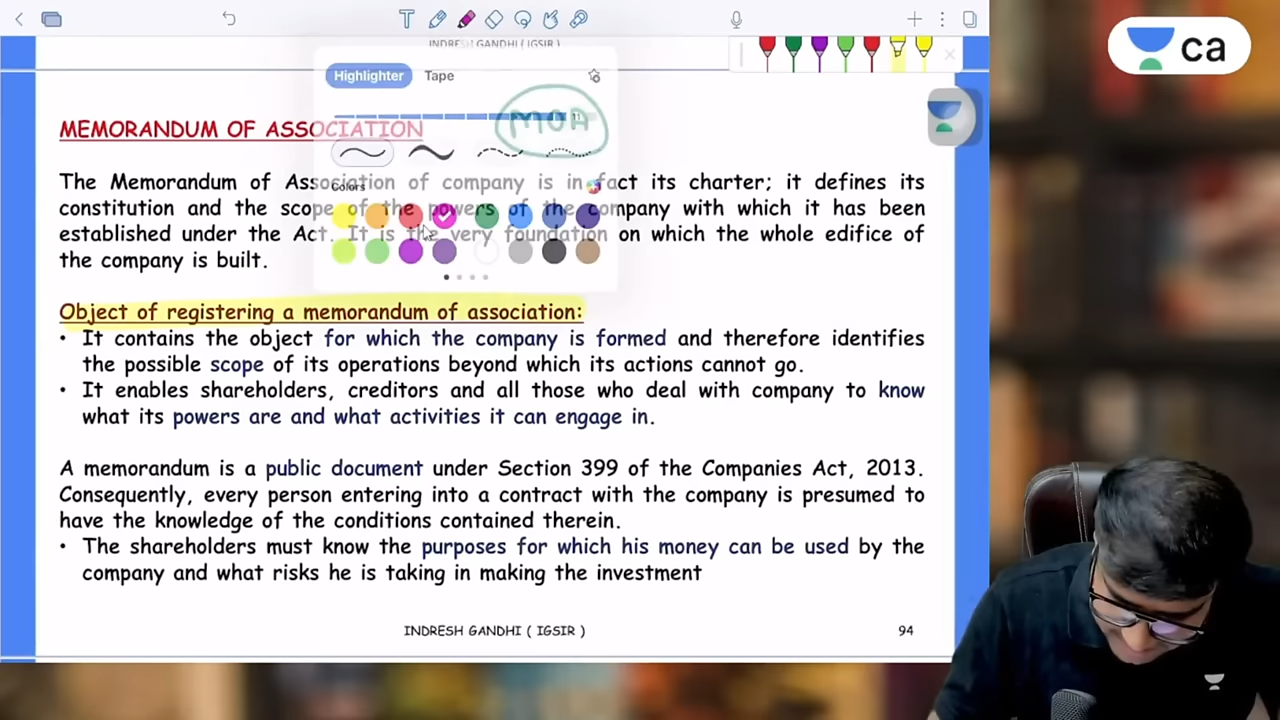 INDRESH GANDHI ( IGSIR )
ca
Highlighter Tape
11
MOA
MEMORANDUM OF ASSOCIATION
Colors
The Memorandum of Association of company is in fact its charter; it defines its
constitution and the scope of the powers of the company with which it has been
established under the Act. It is the very foundation on which the whole edifice of
the company is built.
Object of registering a memorandum of association:
• It contains the object for which the company is formed and therefore identifies
the possible scope of its operations beyond which its actions cannot go.
• It enables shareholders, creditors and all those who deal with company to know
what its powers are and what activities it can engage in.
A memorandum is a public document under Section 399 of the Companies Act, 2013.
Consequently, every person entering into a contract with the company is presumed to
have the knowledge of the conditions contained therein.
• The shareholders must know the purposes for which his money can be used by the
company and what risks he is taking in making the investment
INDRESH GANDHI ( IGSIR )
94